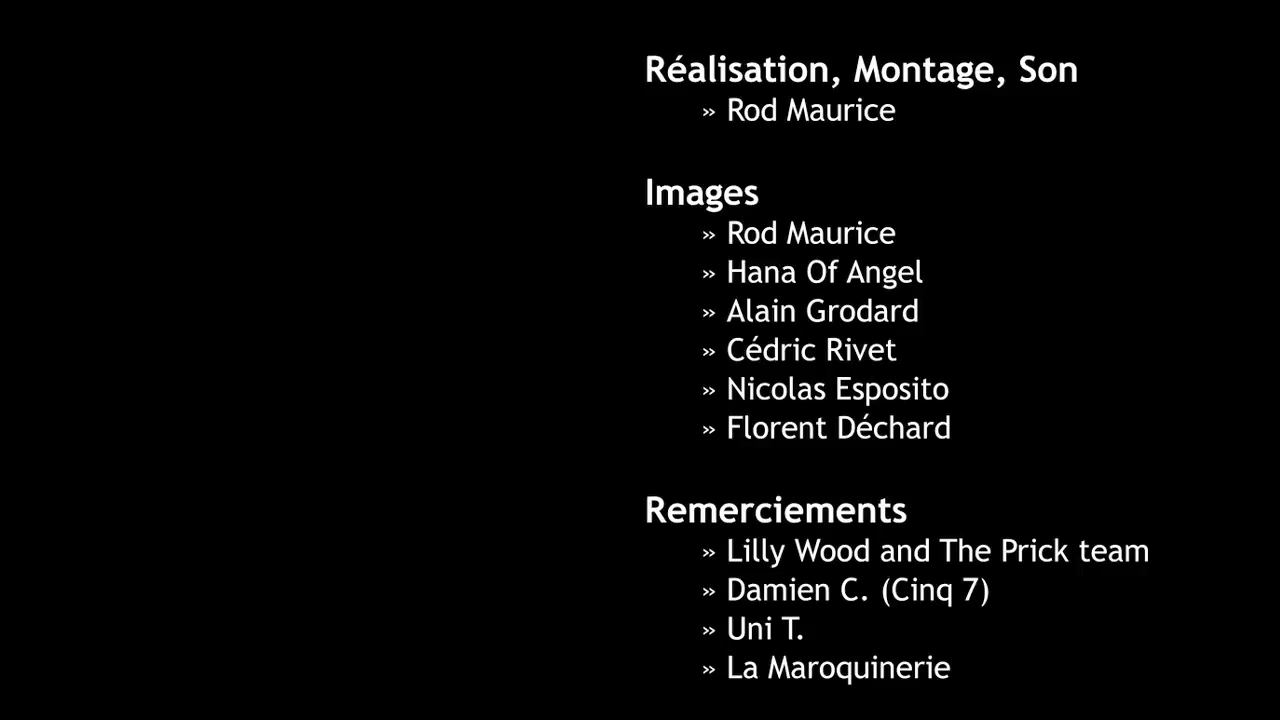 Réalisation, Montage, Son
» Rod Maurice
Images
» Rod Maurice
» Hana Of Angel
» Alain Grodard
» Cédric Rivet
» Nicolas Esposito
» Florent Déchard
Remerciements
» Lilly Wood and The Prick team
» Damien C. (Cinq 7)
» Uni T.
» La Maroquinerie